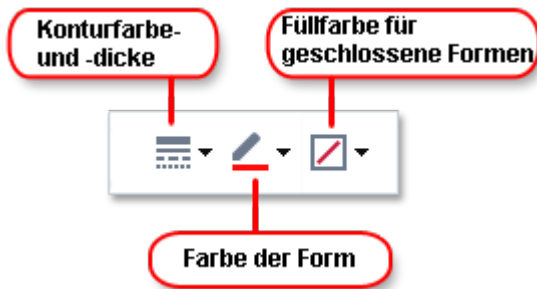 Konturfarbe-
und -dicke
Füllfarbe für
geschlossene Formen
Farbe der Form